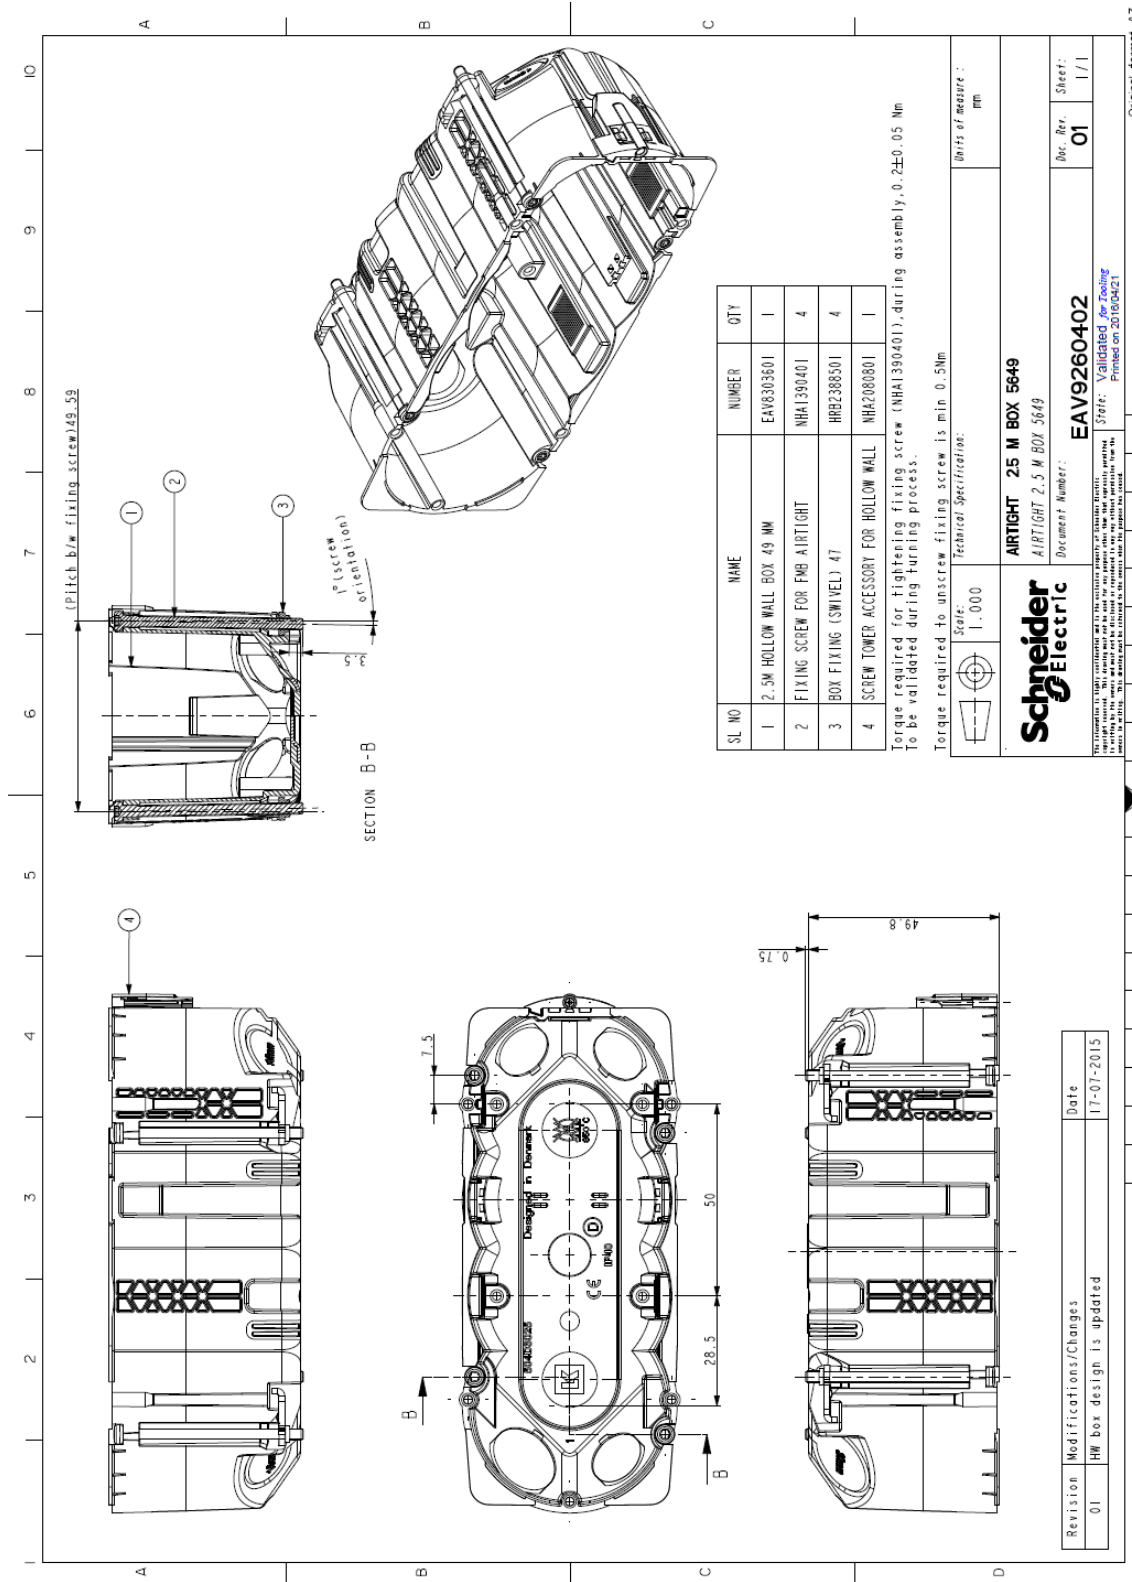 10
9
8
7
6
5
4
3
2
1
A
B
C
A
B
C
D
(Pitch b/w fixing screw)49.59
1
2
3
1°(screw
orientation)
3.5
SECTION B-B
4
7.5
50
28.5
B
B
Designed in Denmark
850°C
CE
D
LK
1
0.75
49.8
SL NO NAME NUMBER QTY
1 2.5M HOLLOW WALL BOX 49 MM EAV8303601 1
2 FIXING SCREW FOR FMB AIRTIGHT NHA1390401 4
3 BOX FIXING (SWIVEL) 47 HRB2388501 4
4 SCREW TOWER ACCESSORY FOR HOLLOW WALL NHA2080801 1
Torque required for tightening fixing screw (NHA1390401),during assembly,0.2±0.05 Nm
To be validated during turning process.
Torque required to unscrew fixing screw is min 0.5Nm
Scale:
1.000
Technical Specification:
Units of measure :
mm
Schneider
Electric
AIRTIGHT 2.5 M BOX 5649
AIRTIGHT 2.5 M BOX 5649
Document Number:
EAV9260402
Doc. Rev.
01
Sheet:
1/1
State: Validated for Tooling
Printed on 2016/04/21
Revision Modifications/Changes Date
01 HW box design is updated 17-07-2015